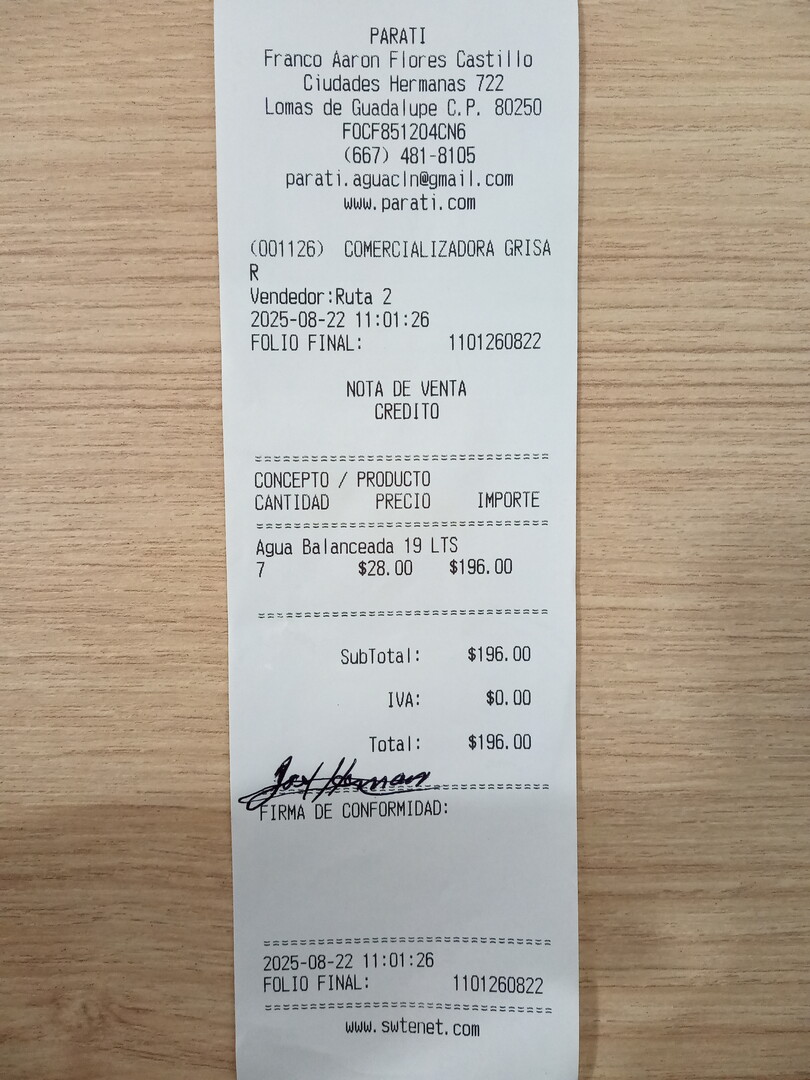 PARATI
Franco Aaron Flores Castillo
Ciudades Hermanas 722
Lomas de Guadalupe C.P. 80250
FOCF851204CN6
(667) 481-8105
parati.aguacln@gmail.com
www.parati.com
(001126) COMERCIALIZADORA GRISA
R
Vendedor:Ruta 2
2025-08-22 11:01:26
FOLIO FINAL: 1101260822
NOTA DE VENTA
CREDITO
================================
CONCEPTO / PRODUCTO
CANTIDAD PRECIO IMPORTE
================================
Agua Balanceada 19 LTS
7 $28.00 $196.00
================================
SubTotal: $196.00
IVA: $0.00
Total: $196.00
FIRMA DE CONFORMIDAD:
================================
2025-08-22 11:01:26
FOLIO FINAL: 1101260822
================================
www.swtenet.com